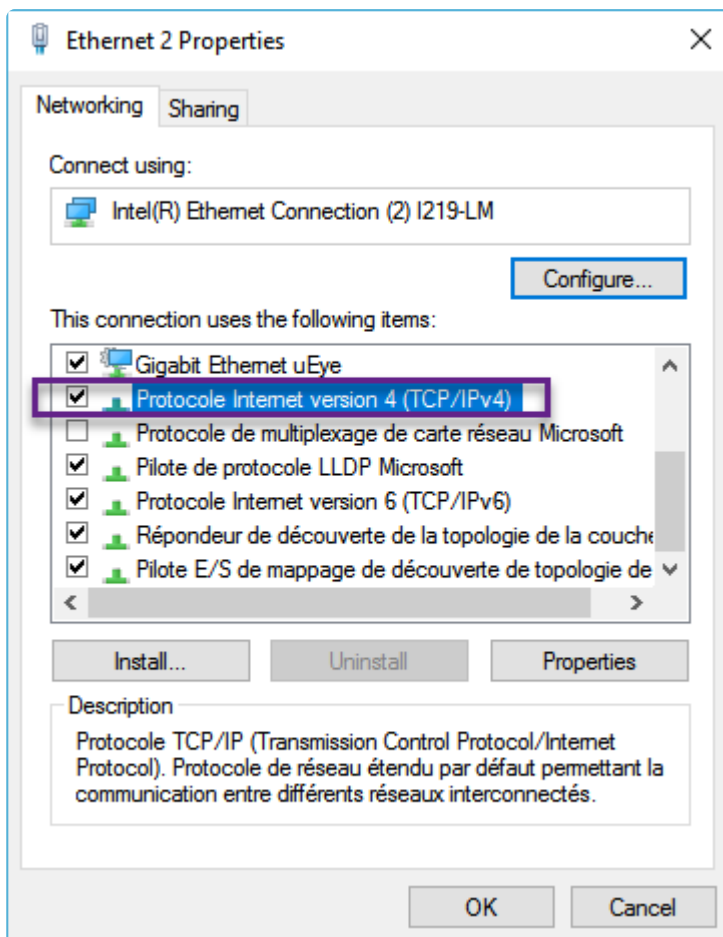 Ethernet 2 Properties
Networking
Sharing
Connect using:
Intel(R) Ethernet Connection (2) I219-LM
Configure...
This connection uses the following items:
Gigabit Ethernet uEye
Protocole Internet version 4 (TCP/IPv4)
Protocole de multiplexage de carte réseau Microsoft
Pilote de protocole LLDP Microsoft
Protocole Internet version 6 (TCP/IPv6)
Répondeur de découverte de la topologie de la couche
Pilote E/S de mappage de découverte de topologie de
Install...
Uninstall
Properties
Description
Protocole TCP/IP (Transmission Control Protocol/Internet
Protocol). Protocole de réseau étendu par défaut permettant la
communication entre différents réseaux interconnectés.
OK
Cancel